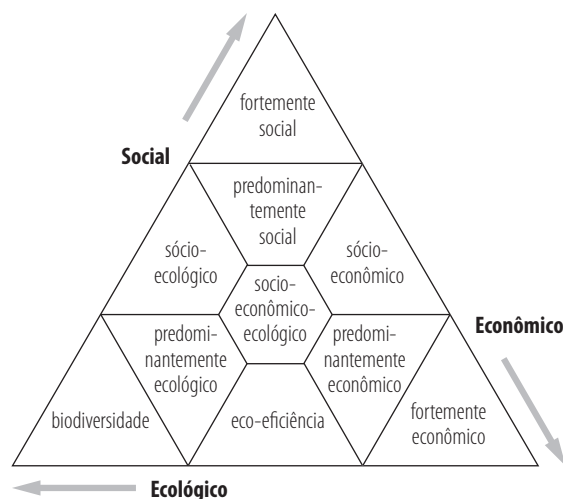 fortemente
social
Social
predominan-
temente
social
sócio-
ecológico
sócio-
econômico
socio-
econômico-
ecológico
Econômico
predomi-
nantemente
ecológico
predomi-
nantemente
econômico
biodiversidade
eco-eficiência
fortemente
econômico
Ecológico